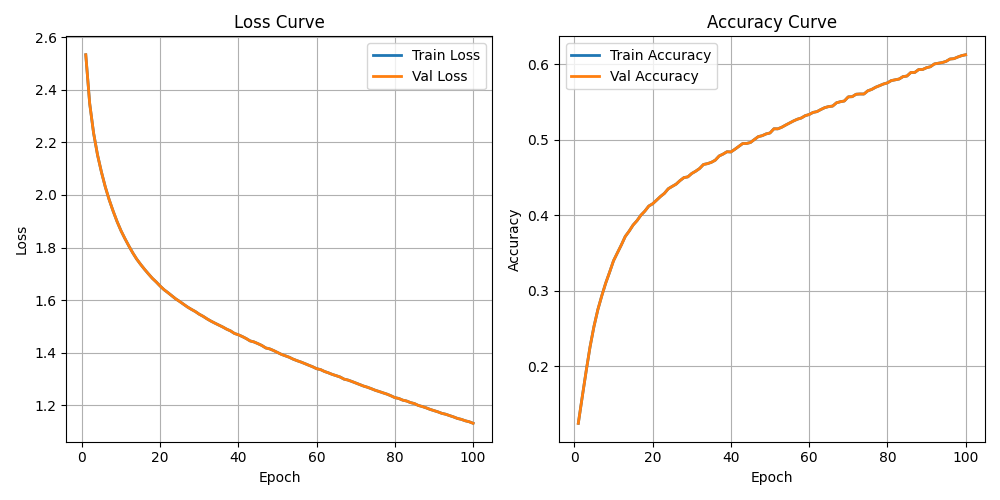 Loss Curve
2.6
2.4
2.2
2.0
1.8
1.6
1.4
1.2
Loss
0 20 40 60 80 100
Epoch
Train Loss
Val Loss
Accuracy Curve
0.6
0.5
0.4
0.3
0.2
Accuracy
0 20 40 60 80 100
Epoch
Train Accuracy
Val Accuracy